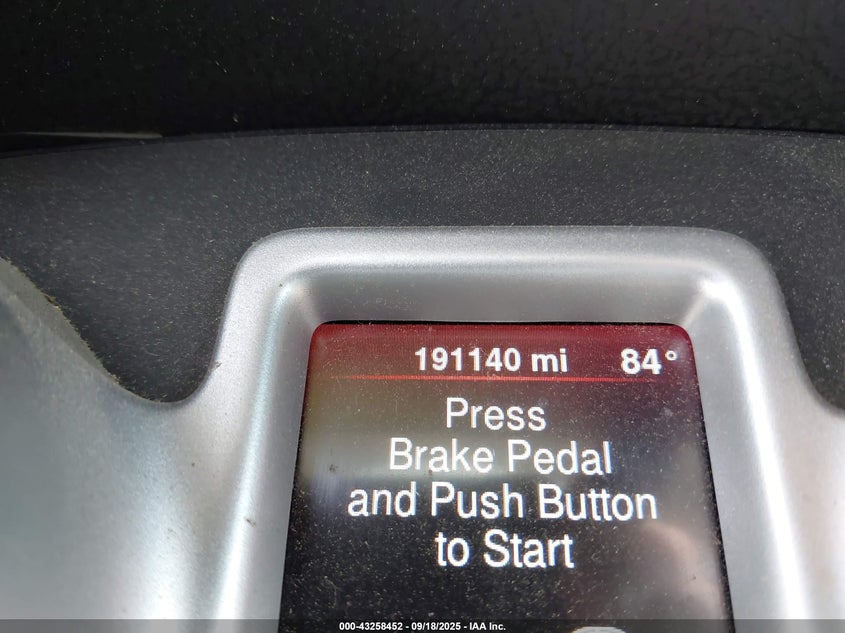 191140 mi 84°
Press
Brake Pedal
and Push Button
to Start
000-43258452 - 09/18/2025 - IAA Inc.